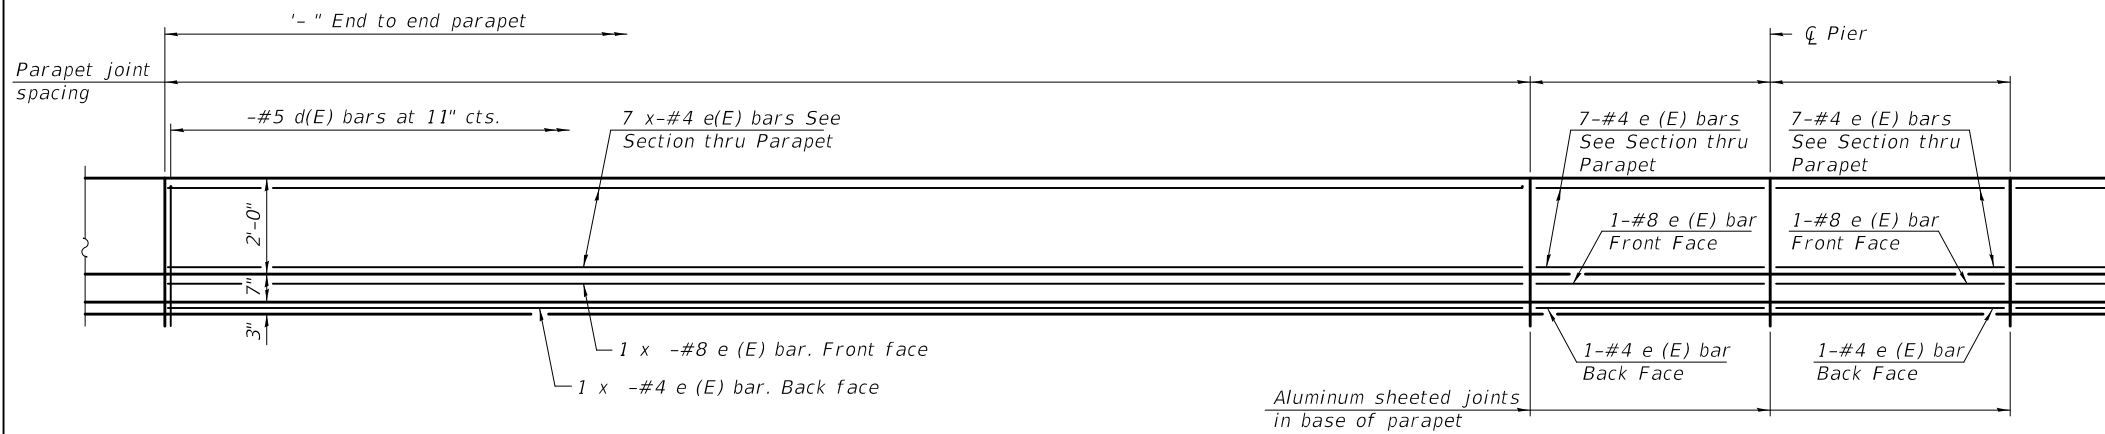 '- " End to end parapet
℄ Pier
Parapet joint
spacing
-#5 d(E) bars at 11" cts.
7 x-#4 e(E) bars See
Section thru Parapet
7-#4 e (E) bars
See Section thru
Parapet
7-#4 e (E) bars
See Section thru
Parapet
2'-0"
1-#8 e (E) bar
Front Face
1-#8 e (E) bar
Front Face
7"
3"
1 x -#8 e (E) bar. Front face
1 x -#4 e (E) bar. Back face
1-#4 e (E) bar
Back Face
1-#4 e (E) bar
Back Face
Aluminum sheeted joints
in base of parapet